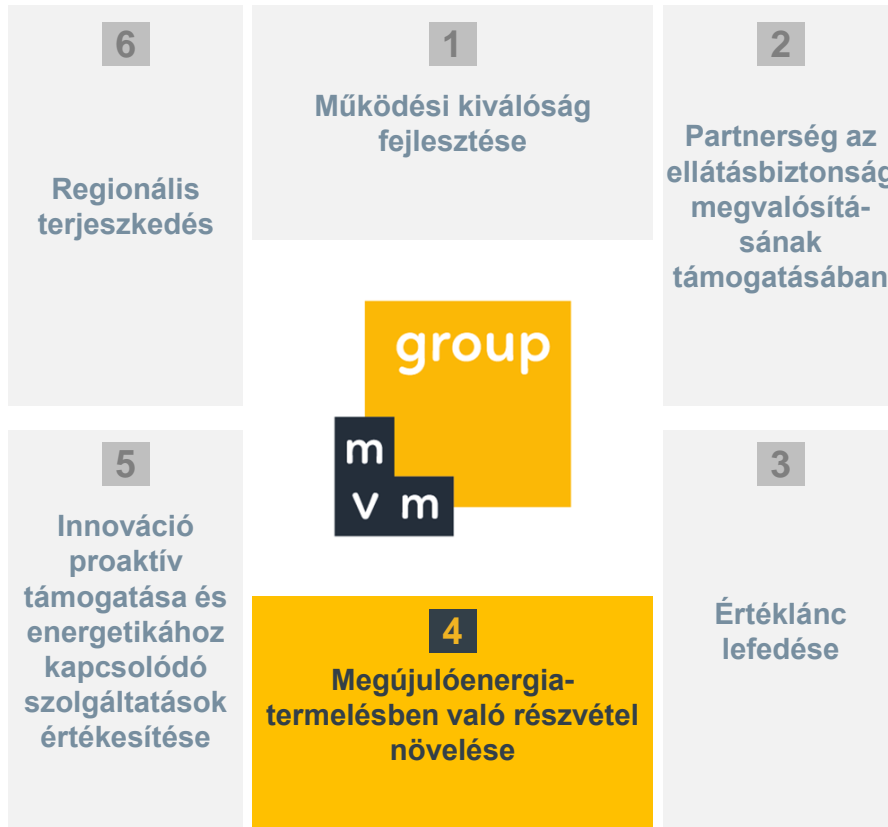 6
Regionális
terjeszkedés
1
Működési kiválóság
fejlesztése
2
Partnerség az
ellátásbiztonság
megvalósítá-
sának
támogatásában
group
m
v m
5
Innováció
proaktív
támogatása és
energetikához
kapcsolódó
szolgáltatások
értékesítése
4
Megújulóenergia-
termelésben való részvétel
növelése
3
Értéklánc
lefedése